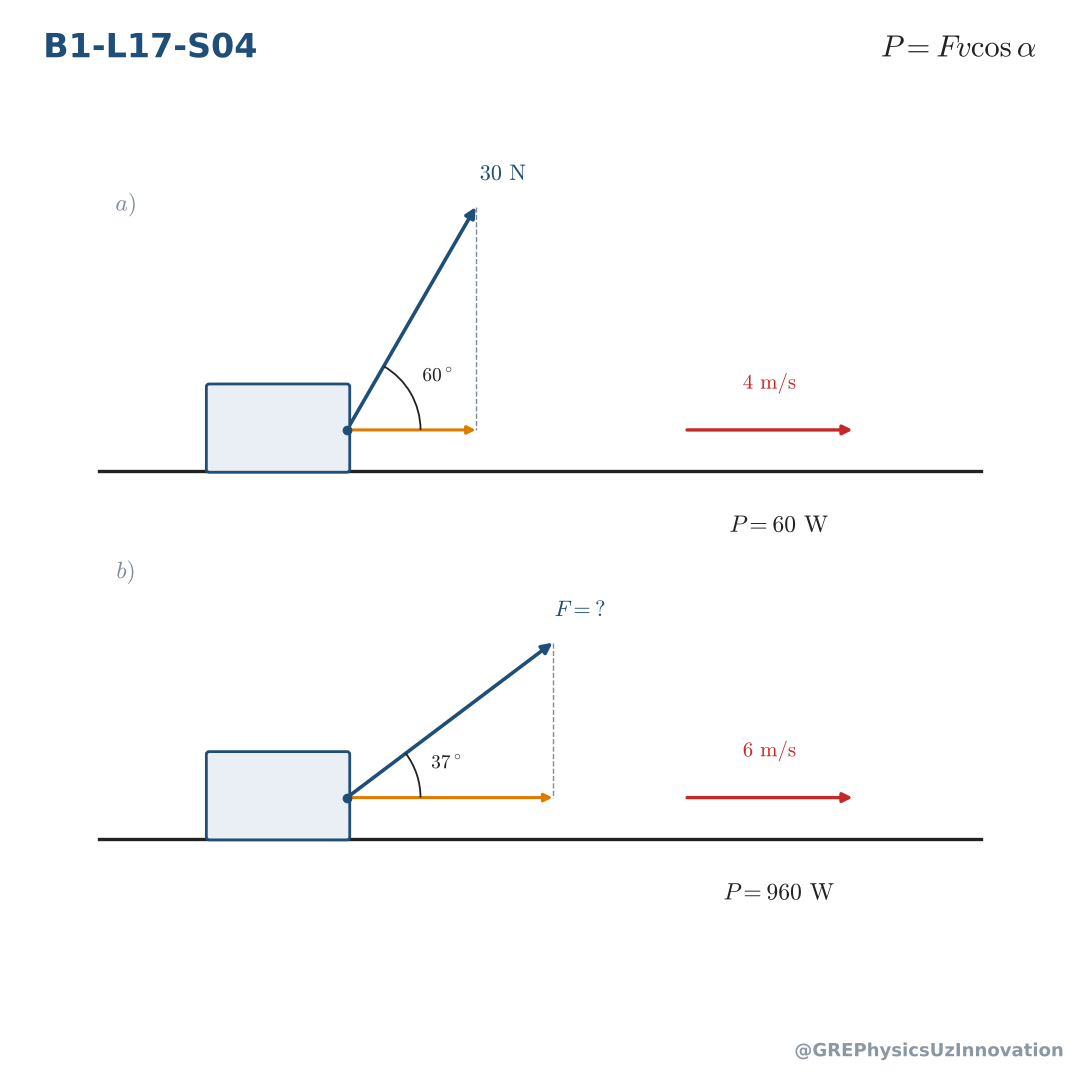 B1-L17-S04
P = Fv cos α
30 N
a)
60°
4 m/s
P = 60 W
b)
F = ?
37°
6 m/s
P = 960 W
@GREPhysicsUzInnovation